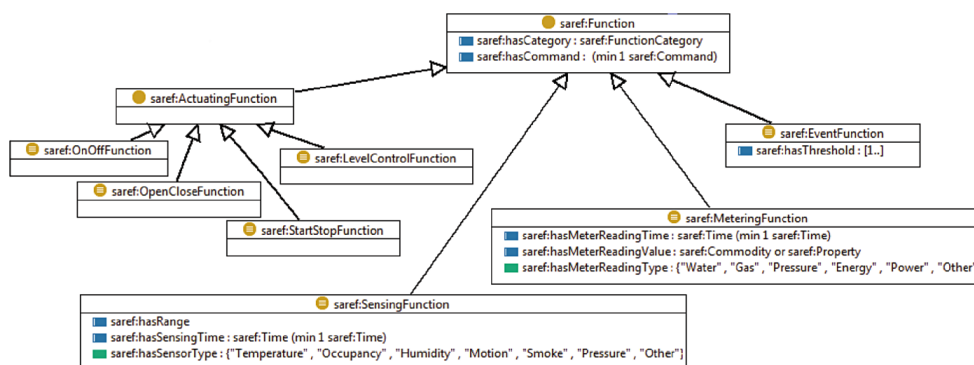 saref:Function
saref:hasCategory : saref:FunctionCategory
saref:hasCommand : (min 1 saref:Command)
saref:ActuatingFunction
saref:OnOffFunction
saref:LevelControlFunction
saref:OpenCloseFunction
saref:StartStopFunction
saref:EventFunction
saref:hasThreshold : [1..]
saref:MeteringFunction
saref:hasMeterReadingTime : saref:Time (min 1 saref:Time)
saref:hasMeterReadingValue : saref:Commodity or saref:Property
saref:hasMeterReadingType : {"Water" , "Gas" , "Pressure" , "Energy" , "Power" , "Other"
saref:SensingFunction
saref:hasRange
saref:hasSensingTime : saref:Time (min 1 saref:Time)
saref:hasSensorType : {"Temperature" , "Occupancy" , "Humidity" , "Motion" , "Smoke" , "Pressure" , "Other"}